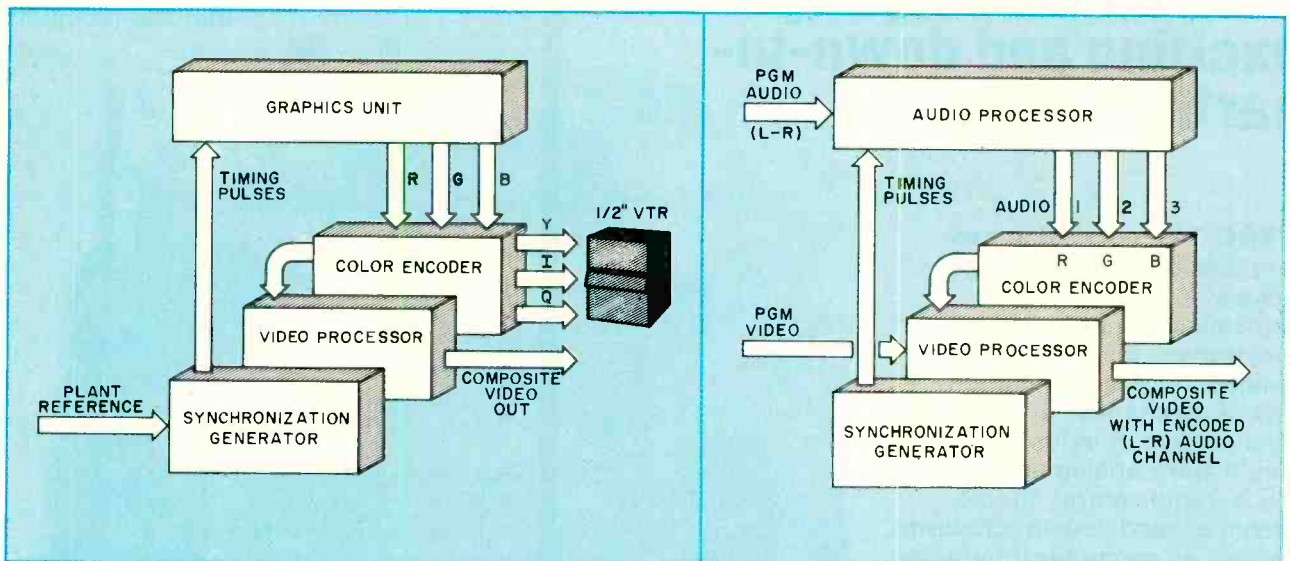 GRAPHICS UNIT
TIMING
PULSES
R G B
1/2" VTR
Y
I
Q
COLOR ENCODER
VIDEO PROCESSOR
COMPOSITE
VIDEO
OUT
PLANT
REFERENCE
SYNCHRONIZATION
GENERATOR
PGM
AUDIO
(L-R)
AUDIO PROCESSOR
TIMING
PULSES
AUDIO 1 2 3
R G B
COLOR ENCODER
PGM
VIDEO
VIDEO PROCESSOR
COMPOSITE
VIDEO
WITH ENCODED
(L-R) AUDIO
CHANNEL
SYNCHRONIZATION
GENERATOR